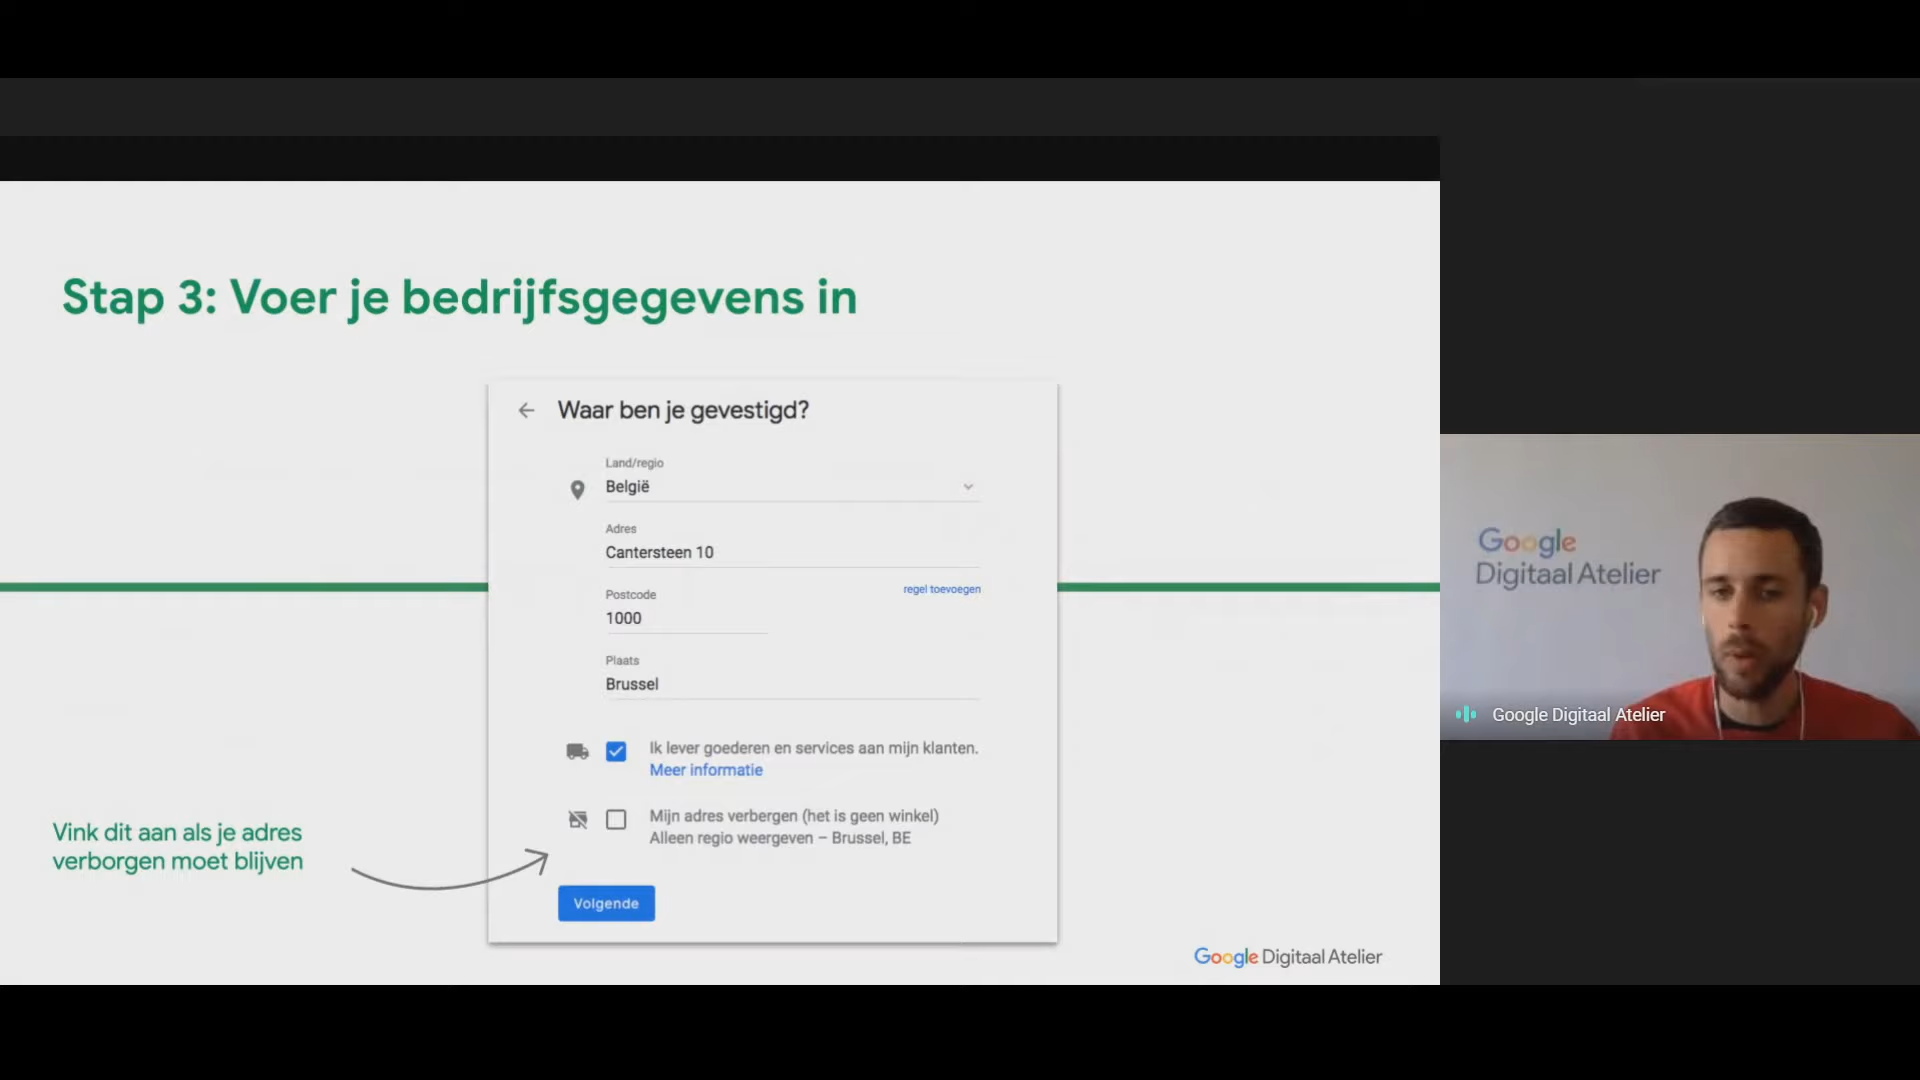 Stap 3: Voer je bedrijfsgegevens in
Waar ben je gevestigd?
Land/regio
België
Adres
Cantersteen 10
regel toevoegen
Postcode
1000
Plaats
Brussel
Ik lever goederen en services aan mijn klanten.
Meer informatie
Mijn adres verbergen (het is geen winkel)
Alleen regio weergeven – Brussel, BE
Vink dit aan als je adres
verborgen moet blijven
Volgende
Google Digitaal Atelier
Google
Digitaal Atelier
Google Digitaal Atelier